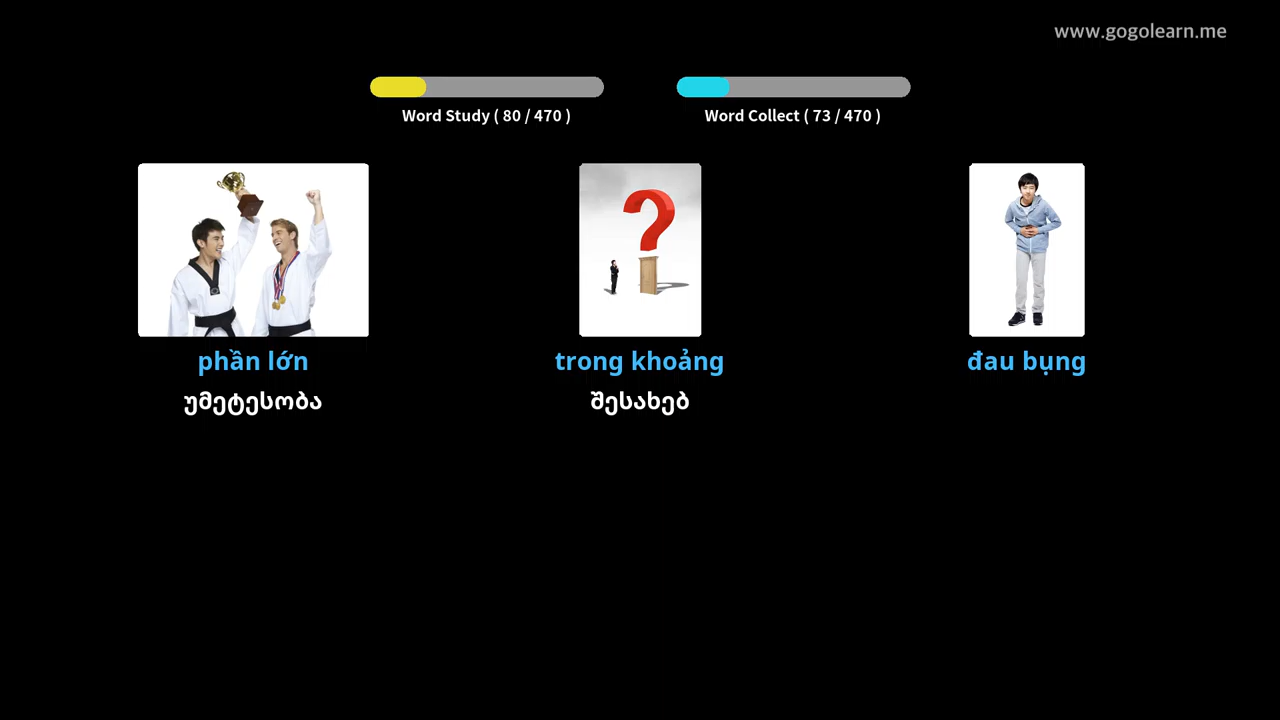 www.gogolearn.me
Word Study ( 80 / 470 )
Word Collect ( 73 / 470 )
phần lớn
trong khoảng
đau bụng
უმეტესობა
შესახებ